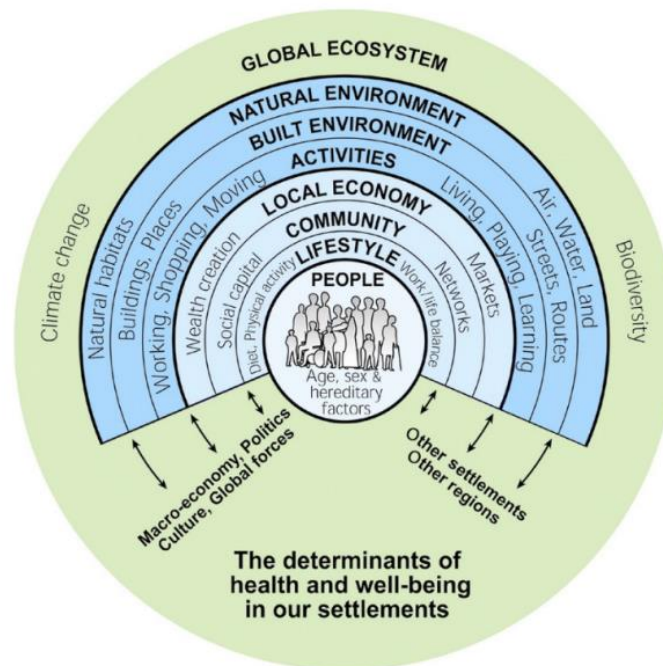 GLOBAL ECOSYSTEM
NATURAL ENVIRONMENT
BUILT ENVIRONMENT
ACTIVITIES
LOCAL ECONOMY
COMMUNITY
LIFESTYLE
PEOPLE
Climate change
Natural habitats
Buildings, Places
Working, Shopping, Moving
Wealth creation
Social capital
Diet, Physical activity
Work/life balance
Networks
Markets
Living, Playing, Learning
Streets, Routes
Air, Water, Land
Biodiversity
Age, sex &
hereditary
factors
Macro-economy, Politics
Culture, Global forces
Other settlements
Other regions
The determinants of
health and well-being
in our settlements